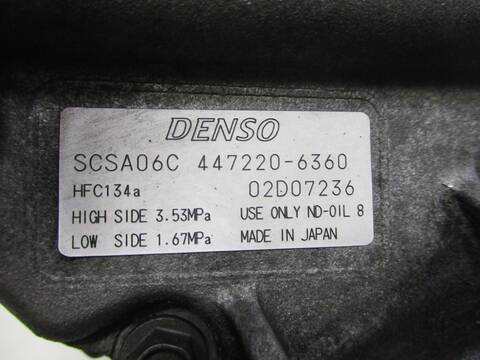 DENSO
SCSA06C 447220-6360
HFC134a 02D07236
HIGH SIDE 3.53MPa USE ONLY ND-OIL 8
LOW SIDE 1.67MPa MADE IN JAPAN